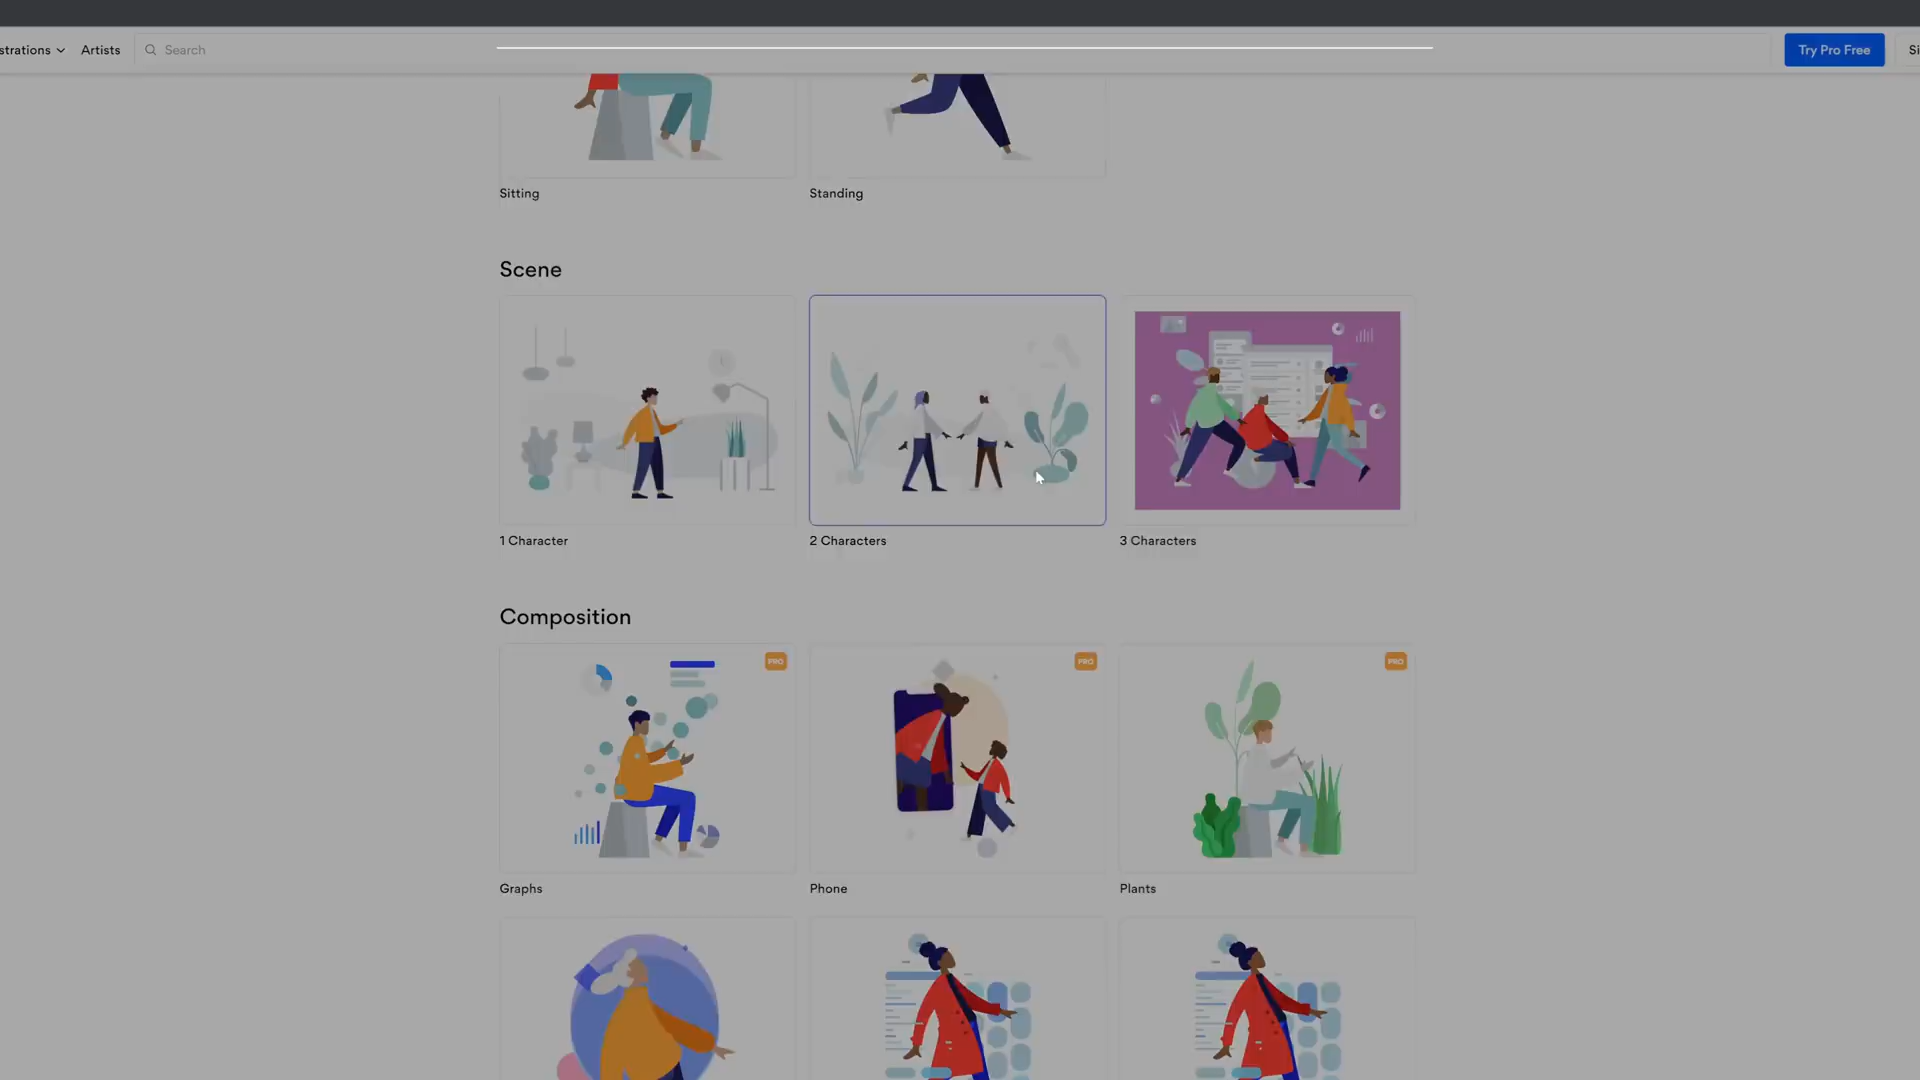 strations
Artists
Search
Try Pro Free
Si
Sitting
Standing
Scene
1 Character
2 Characters
3 Characters
Composition
PRO
PRO
PRO
Graphs
Phone
Plants